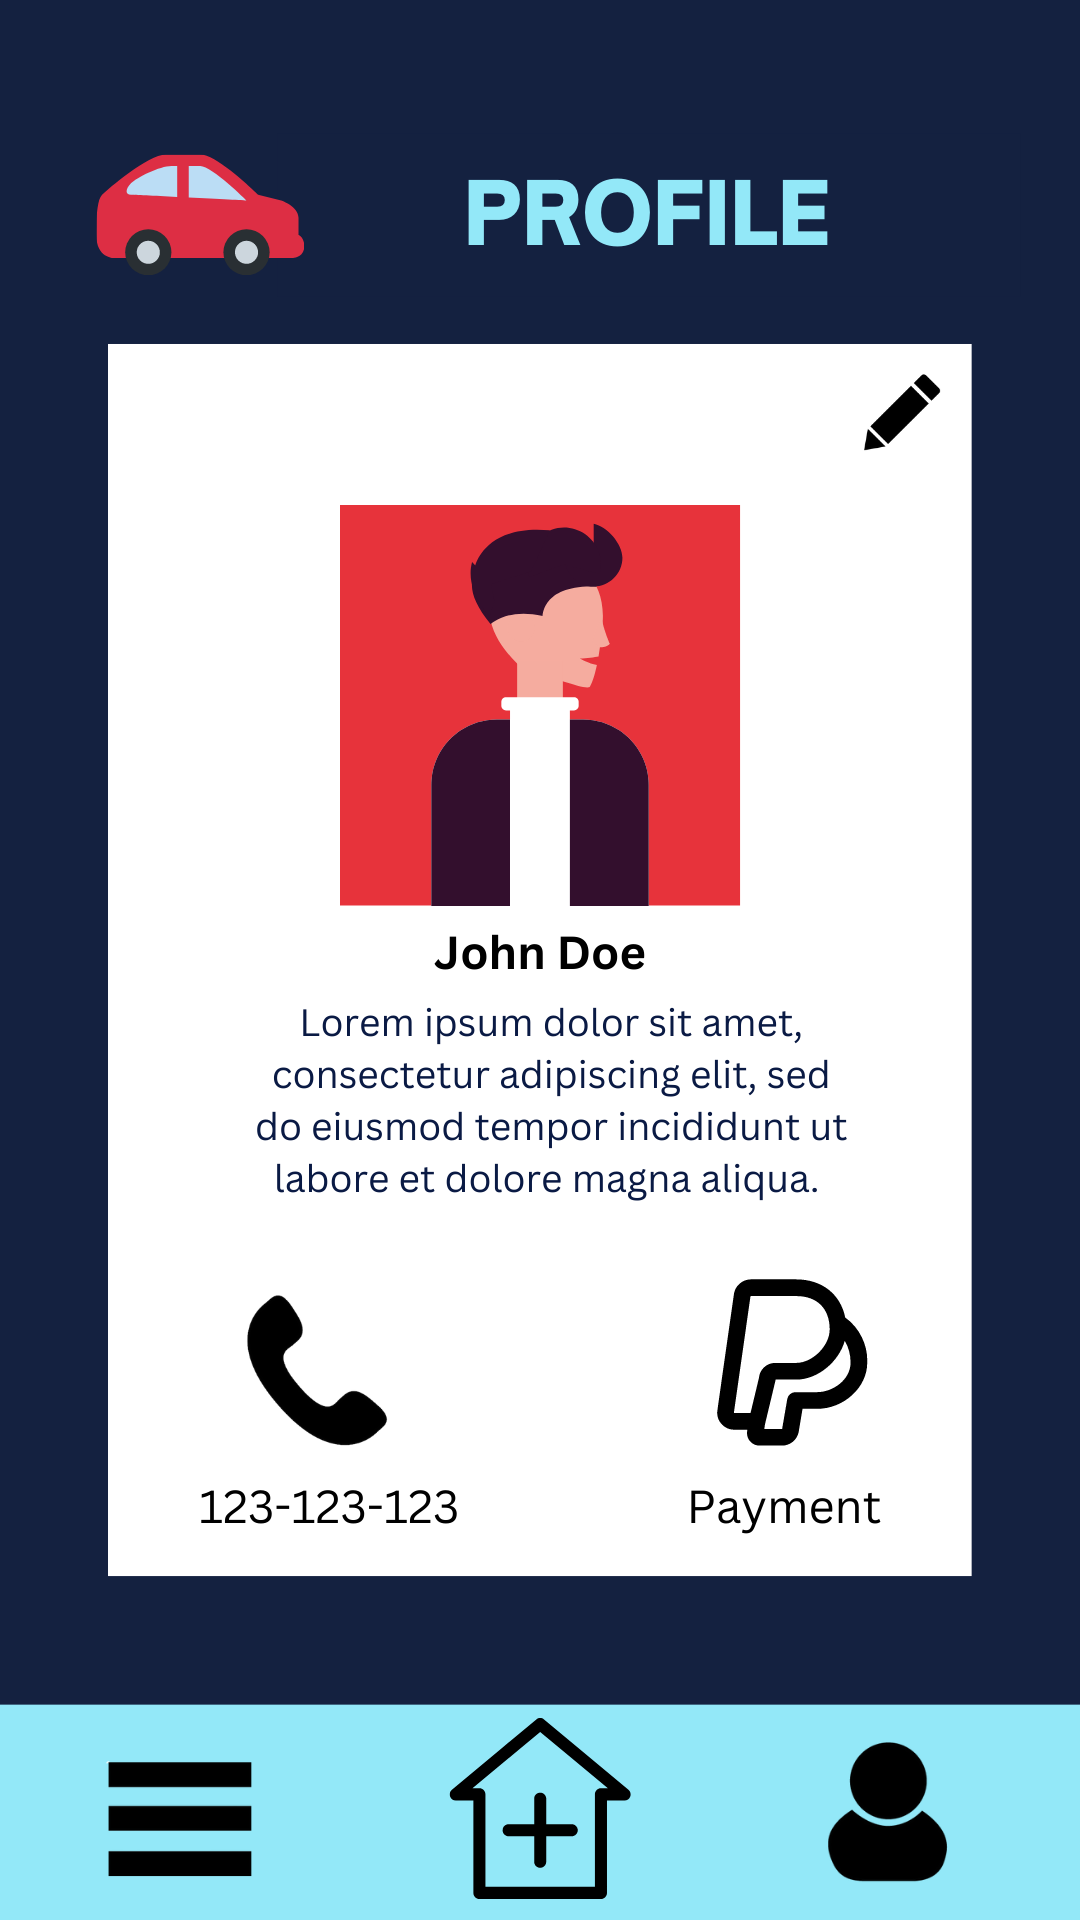 PROFILE
John Doe
Lorem ipsum dolor sit amet,
consectetur adipiscing elit, sed
do eiusmod tempor incididunt ut
labore et dolore magna aliqua.
123-123-123
Payment